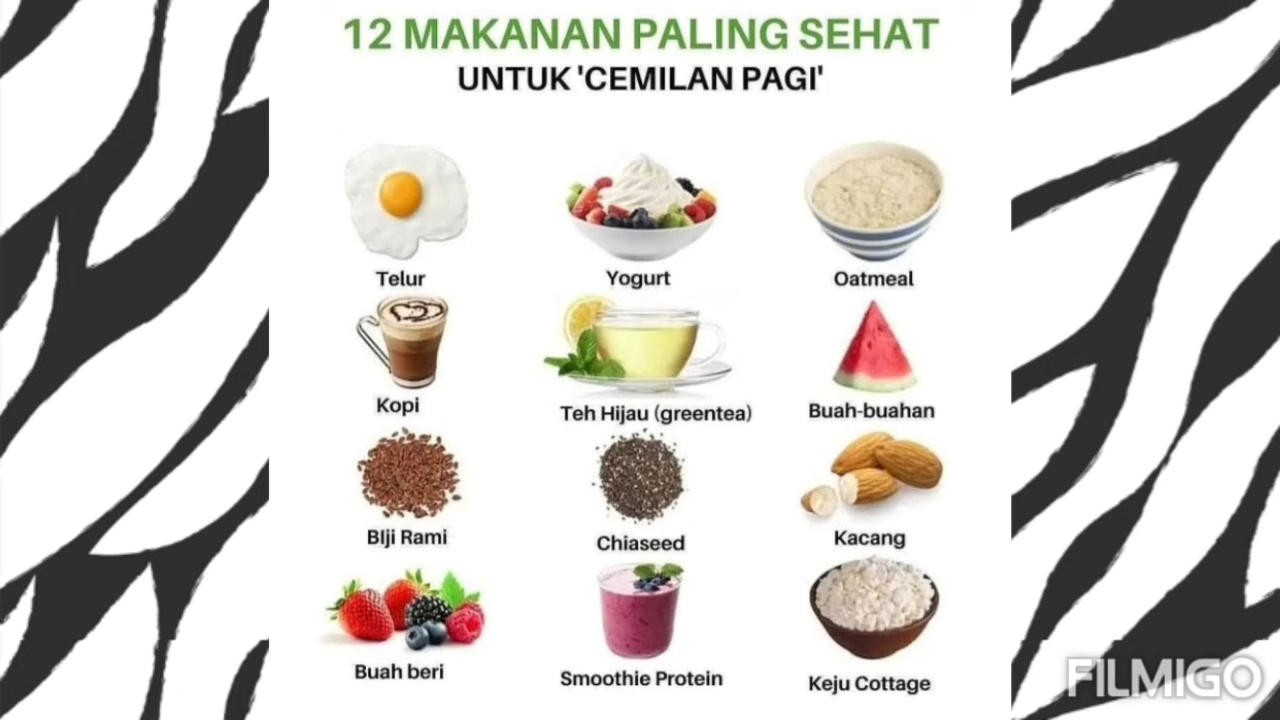 12 MAKANAN PALING SEHAT
UNTUK 'CEMILAN PAGI'
Telur
Yogurt
Oatmeal
Kopi
Teh Hijau (greentea)
Buah-buahan
BIji Rami
Chiaseed
Kacang
Buah beri
Smoothie Protein
Keju Cottage
FILMIGO